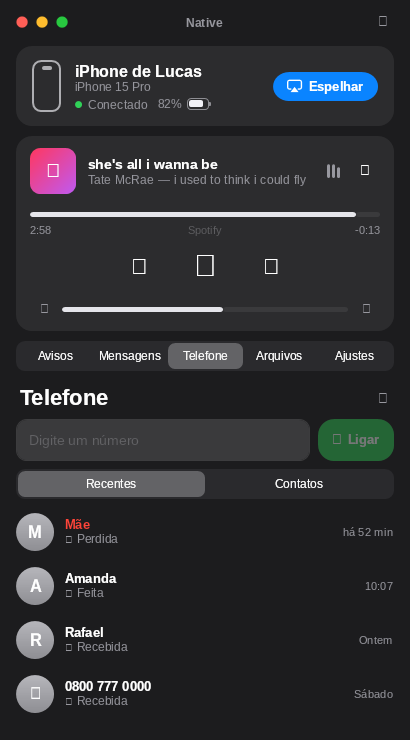 Native
iPhone de Lucas
iPhone 15 Pro
Conectado 82%
Espelhar
she's all i wanna be
Tate McRae — i used to think i could fly
2:58 Spotify -0:13
Avisos Mensagens Telefone Arquivos Ajustes
Telefone
Digite um número Ligar
Recentes Contatos
M Mãe há 52 min
Perdida
A Amanda 10:07
Feita
R Rafael Ontem
Recebida
0800 777 0000 Sábado
Recebida